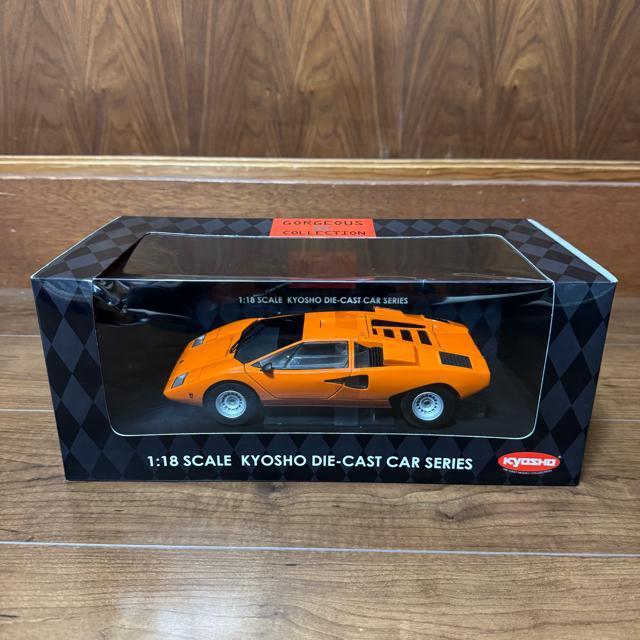 GORGEOUS
COLLECTION
1:18 SCALE KYOSHO DIE-CAST CAR SERIES
1:18 SCALE KYOSHO DIE-CAST CAR SERIES
KYOSHO